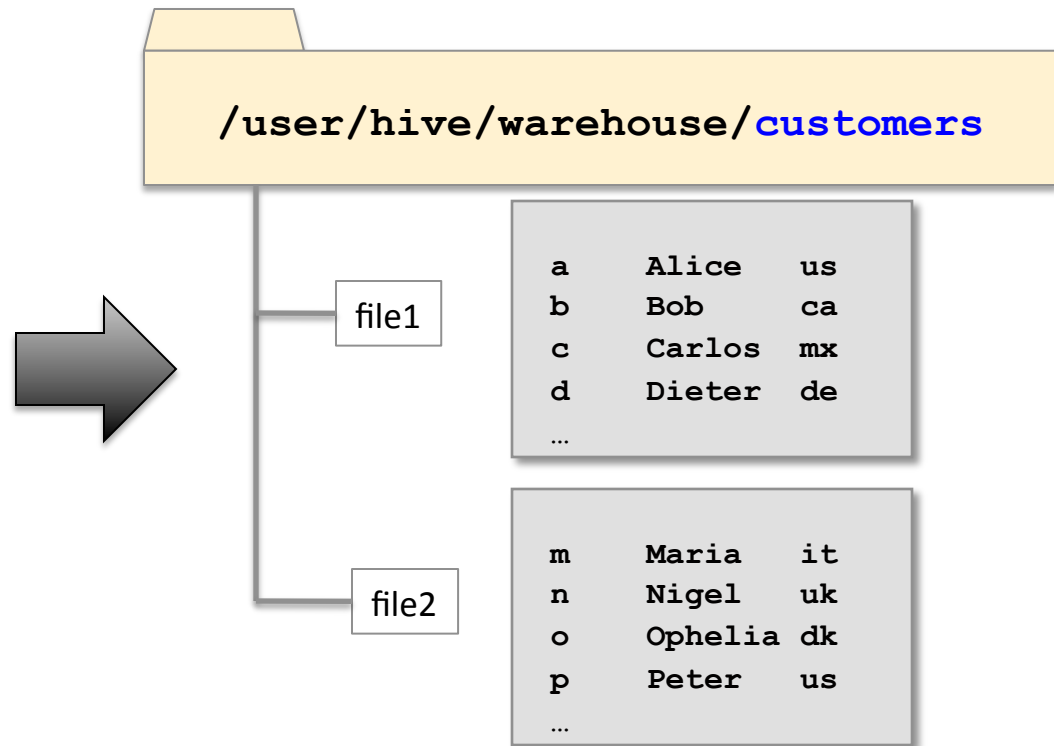 /user/hive/warehouse/customers
file1
a Alice us
b Bob ca
c Carlos mx
d Dieter de
…
file2
m Maria it
n Nigel uk
o Ophelia dk
p Peter us
…